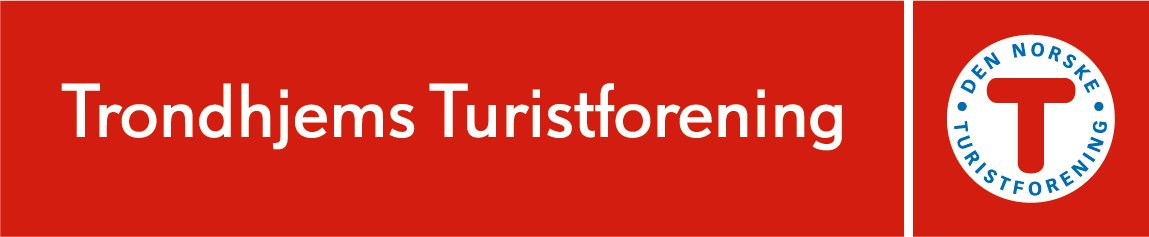 Trondhjems Turistforening
DEN NORSKE
T
TURISTFORENING